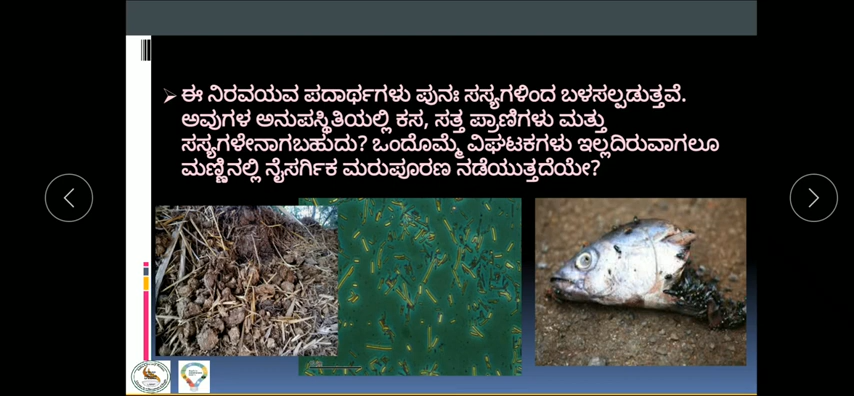 ಈ ನಿರವಯವ ಪದಾರ್ಥಗಳು ಪುನಃ ಸಸ್ಯಗಳಿಂದ ಬಳಸಲ್ಪಡುತ್ತವೆ.
ಅವುಗಳ ಅನುಪಸ್ಥಿತಿಯಲ್ಲಿ ಕಸ, ಸತ್ತ ಪ್ರಾಣಿಗಳು ಮತ್ತು
ಸಸ್ಯಗಳೇನಾಗಬಹುದು? ಒಂದೊಮ್ಮೆ ವಿಘಟಕಗಳು ಇಲ್ಲದಿರುವಾಗಲೂ
ಮಣ್ಣಿನಲ್ಲಿ ನೈಸರ್ಗಿಕ ಮರುಪೂರಣ ನಡೆಯುತ್ತದೆಯೇ?